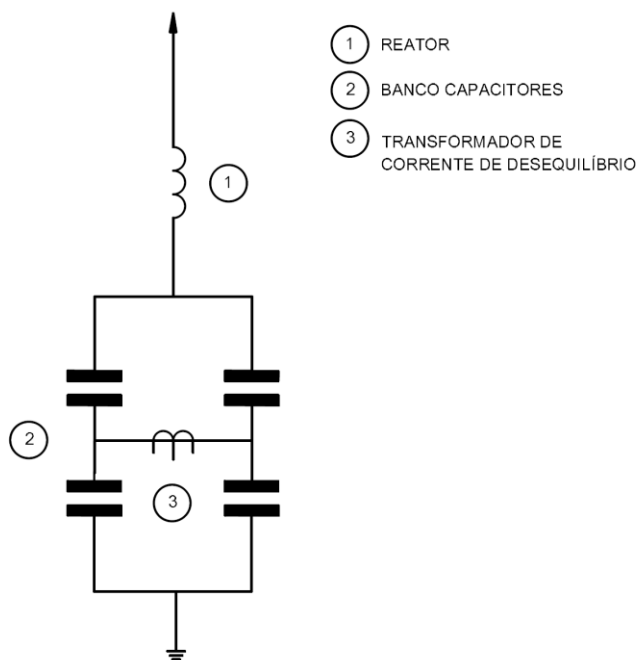 1 REATOR
2 BANCO CAPACITORES
3 TRANSFORMADOR DE
CORRENTE DE DESEQUILÍBRIO
1
2
3